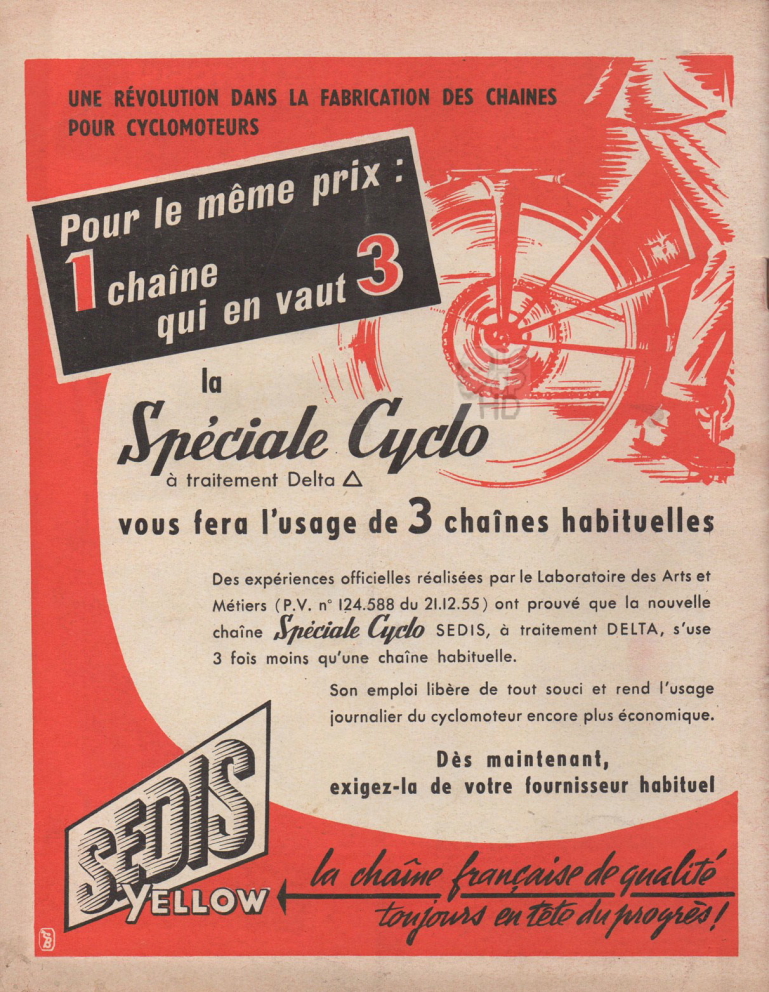 UNE RÉVOLUTION DANS LA FABRICATION DES CHAINES
POUR CYCLOMOTEURS
Pour le même prix :
1 chaîne
qui en vaut 3
la
Spéciale Cyclo
à traitement Delta △
vous fera l'usage de 3 chaînes habituelles
Des expériences officielles réalisées par le Laboratoire des Arts et
Métiers (P.V. n° 124.588 du 21.12.55) ont prouvé que la nouvelle
chaîne Spéciale Cyclo SEDIS, à traitement DELTA, s'use
3 fois moins qu'une chaîne habituelle.
Son emploi libère de tout souci et rend l'usage
journalier du cyclomoteur encore plus économique.
Dès maintenant,
exigez-la de votre fournisseur habituel
SEDIS
YELLOW
la chaîne française de qualité
toujours en tête du progrès !